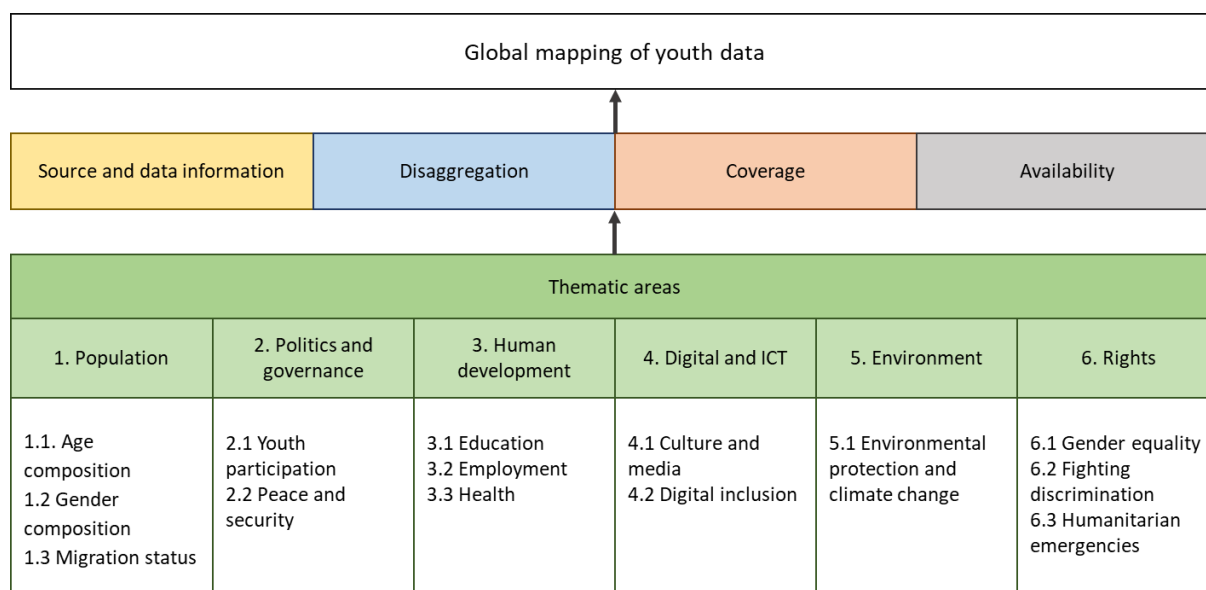 Global mapping of youth data
Source and data information
Disaggregation
Coverage
Availability
Thematic areas
1. Population
2. Politics and
governance
3. Human
development
4. Digital and ICT
5. Environment
6. Rights
1.1. Age
composition
1.2 Gender
composition
1.3 Migration status
2.1 Youth
participation
2.2 Peace and
security
3.1 Education
3.2 Employment
3.3 Health
4.1 Culture and
media
4.2 Digital inclusion
5.1 Environmental
protection and
climate change
6.1 Gender equality
6.2 Fighting
discrimination
6.3 Humanitarian
emergencies